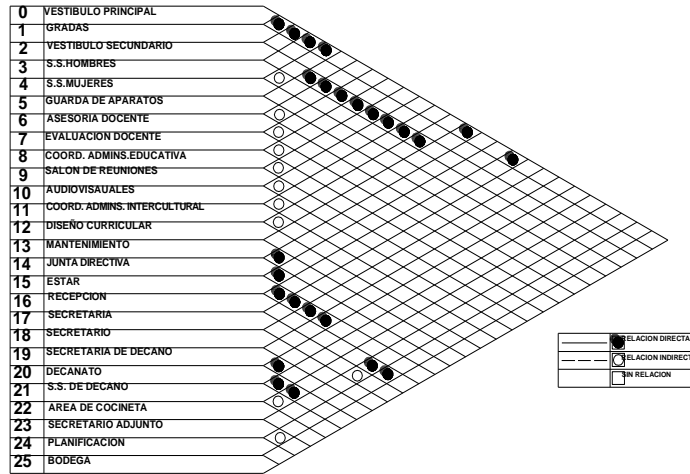 0 VESTIBULO PRINCIPAL
1 GRADAS
2 VESTIBULO SECUNDARIO
3 S.S.HOMBRES
4 S.S.MUJERES
5 GUARDA DE APARATOS
6 ASESORIA DOCENTE
7 EVALUACION DOCENTE
8 COORD. ADMINS.EDUCATIVA
9 SALON DE REUNIONES
10 AUDIOVISAUALES
11 COORD. ADMINS. INTERCULTURAL
12 DISEÑO CURRICULAR
13 MANTENIMIENTO
14 JUNTA DIRECTIVA
15 ESTAR
16 RECEPCION
17 SECRETARIA
18 SECRETARIO
19 SECRETARIA DE DECANO
20 DECANATO
21 S.S. DE DECANO
22 AREA DE COCINETA
23 SECRETARIO ADJUNTO
24 PLANIFICACION
25 BODEGA
RELACION DIRECTA
RELACION INDIRECT
SIN RELACION